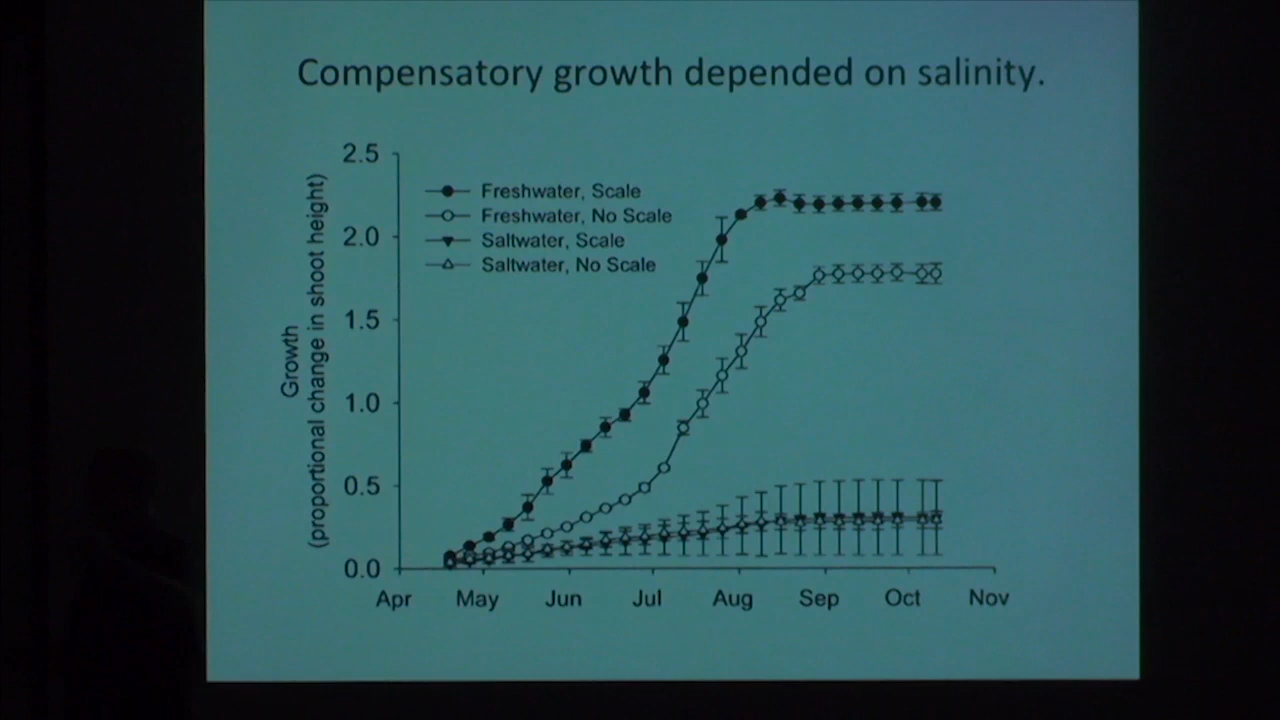 Compensatory growth depended on salinity.
Growth
(proportional change in shoot height)
2.5
2.0
1.5
1.0
0.5
0.0
Freshwater, Scale
Freshwater, No Scale
Saltwater, Scale
Saltwater, No Scale
Apr May Jun Jul Aug Sep Oct Nov